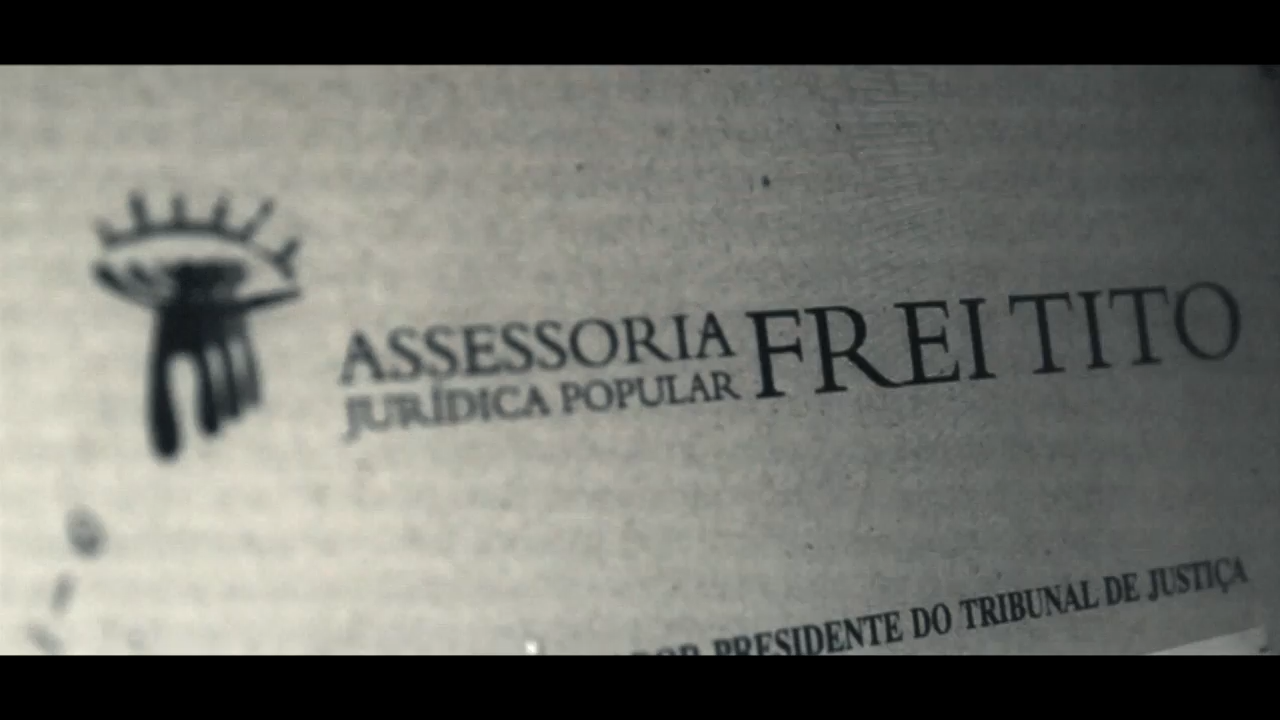 ASSESSORIA
JURÍDICA POPULAR
FREI TITO
PRESIDENTE DO TRIBUNAL DE JUSTIÇA